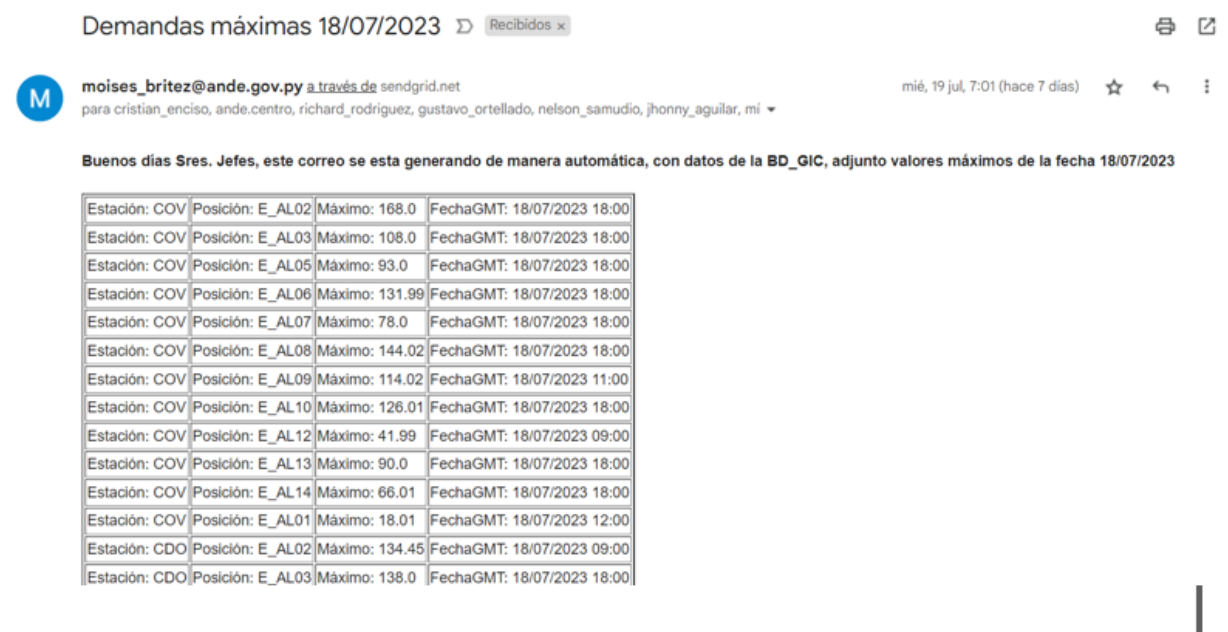 Demandas máximas 18/07/2023 Recibidos x
M
moises_britez@ande.gov.py a través de sendgrid.net mié, 19 jul, 7:01 (hace 7 días)
para cristian_enciso, ande.centro, richard_rodriguez, gustavo_ortellado, nelson_samudio, jhonny_aguilar, mí
Buenos días Sres. Jefes, este correo se esta generando de manera automática, con datos de la BD_GIC, adjunto valores máximos de la fecha 18/07/2023
Estación: COV Posición: E_AL02 Máximo: 168.0 FechaGMT: 18/07/2023 18:00
Estación: COV Posición: E_AL03 Máximo: 108.0 FechaGMT: 18/07/2023 18:00
Estación: COV Posición: E_AL05 Máximo: 93.0 FechaGMT: 18/07/2023 18:00
Estación: COV Posición: E_AL06 Máximo: 131.99 FechaGMT: 18/07/2023 18:00
Estación: COV Posición: E_AL07 Máximo: 78.0 FechaGMT: 18/07/2023 18:00
Estación: COV Posición: E_AL08 Máximo: 144.02 FechaGMT: 18/07/2023 18:00
Estación: COV Posición: E_AL09 Máximo: 114.02 FechaGMT: 18/07/2023 11:00
Estación: COV Posición: E_AL10 Máximo: 126.01 FechaGMT: 18/07/2023 18:00
Estación: COV Posición: E_AL12 Máximo: 41.99 FechaGMT: 18/07/2023 09:00
Estación: COV Posición: E_AL13 Máximo: 90.0 FechaGMT: 18/07/2023 18:00
Estación: COV Posición: E_AL14 Máximo: 66.01 FechaGMT: 18/07/2023 18:00
Estación: COV Posición: E_AL01 Máximo: 18.01 FechaGMT: 18/07/2023 12:00
Estación: CDO Posición: E_AL02 Máximo: 134.45 FechaGMT: 18/07/2023 09:00
Estación: CDO Posición: E_AL03 Máximo: 138.0 FechaGMT: 18/07/2023 18:00